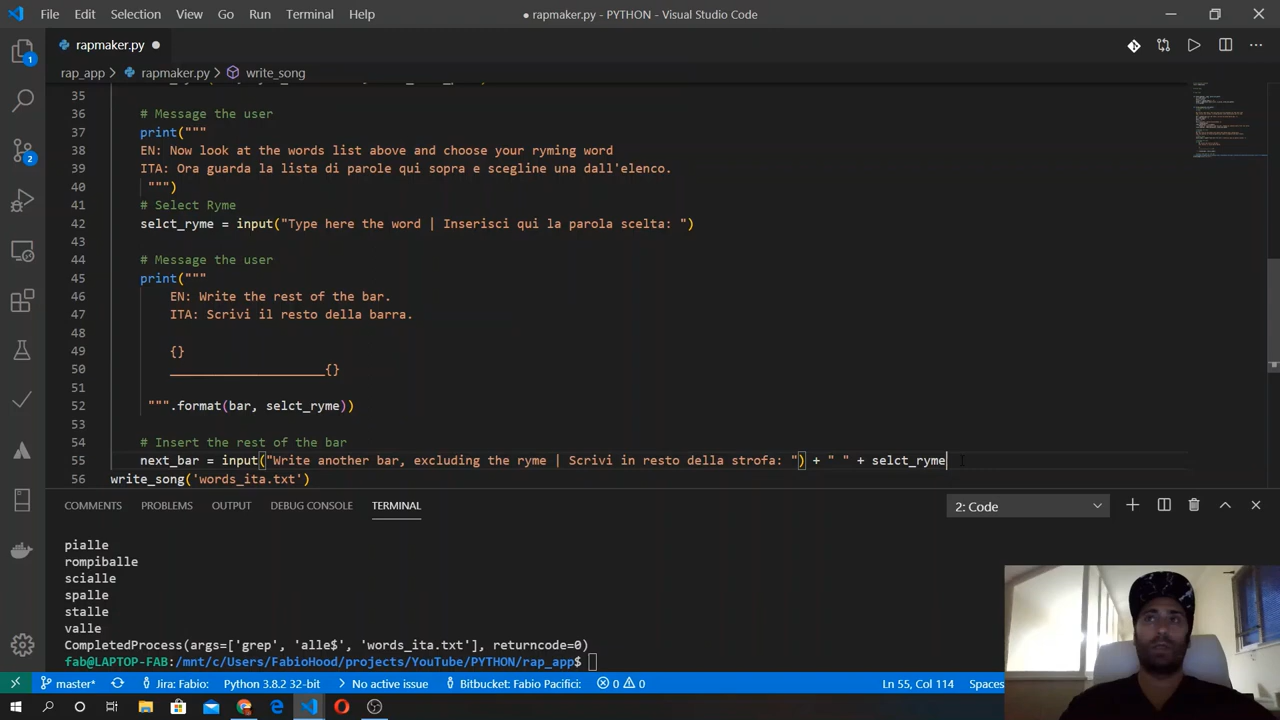 File Edit Selection View Go Run Terminal Help
● rapmaker.py - PYTHON - Visual Studio Code
rapmaker.py ●
rap_app > rapmaker.py > write_song
35
36 # Message the user
37 print("""
38 EN: Now look at the words list above and choose your ryming word
39 ITA: Ora guarda la lista di parole qui sopra e scegline una dall'elenco.
40 """)
41 # Select Ryme
42 selct_ryme = input("Type here the word | Inserisci qui la parola scelta: ")
43
44 # Message the user
45 print("""
46 EN: Write the rest of the bar.
47 ITA: Scrivi il resto della barra.
48
49 {}
50 _____________________{}
51
52 """.format(bar, selct_ryme))
53
54 # Insert the rest of the bar
55 next_bar = input("Write another bar, excluding the ryme | Scrivi in resto della strofa: ") + " " + selct_ryme
56 write_song('words_ita.txt')
COMMENTS PROBLEMS OUTPUT DEBUG CONSOLE TERMINAL 2: Code
pialle
rompiballe
scialle
spalle
stalle
valle
CompletedProcess(args=['grep', 'alle$', 'words_ita.txt'], returncode=0)
fab@LAPTOP-FAB:/mnt/c/Users/FabioHood/projects/YouTube/PYTHON/rap_app$
master* Jira: Fabio: Python 3.8.2 32-bit > No active issue Bitbucket: Fabio Pacifici: 0 0 Ln 55, Col 114 Spaces
1
2